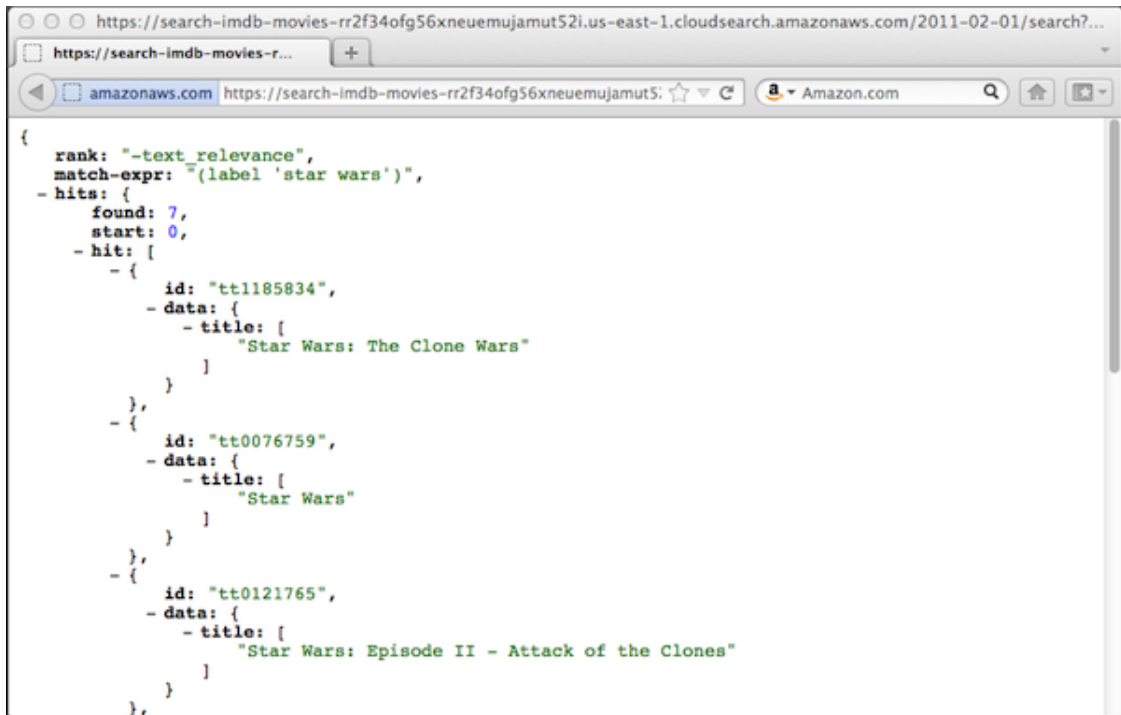 https://search-imdb-movies-rr2f34ofg56xneuemujamut52i.us-east-1.cloudsearch.amazonaws.com/2011-02-01/search?...
https://search-imdb-movies-r... +
amazonaws.com https://search-imdb-movies-rr2f34ofg56xneuemujamut5 Amazon.com
{
rank: "-text_relevance",
match-expr: "(label 'star wars')",
- hits: {
found: 7,
start: 0,
- hit: [
- {
id: "tt1185834",
- data: {
- title: [
"Star Wars: The Clone Wars"
]
}
},
- {
id: "tt0076759",
- data: {
- title: [
"Star Wars"
]
}
},
- {
id: "tt0121765",
- data: {
- title: [
"Star Wars: Episode II - Attack of the Clones"
]
}
},